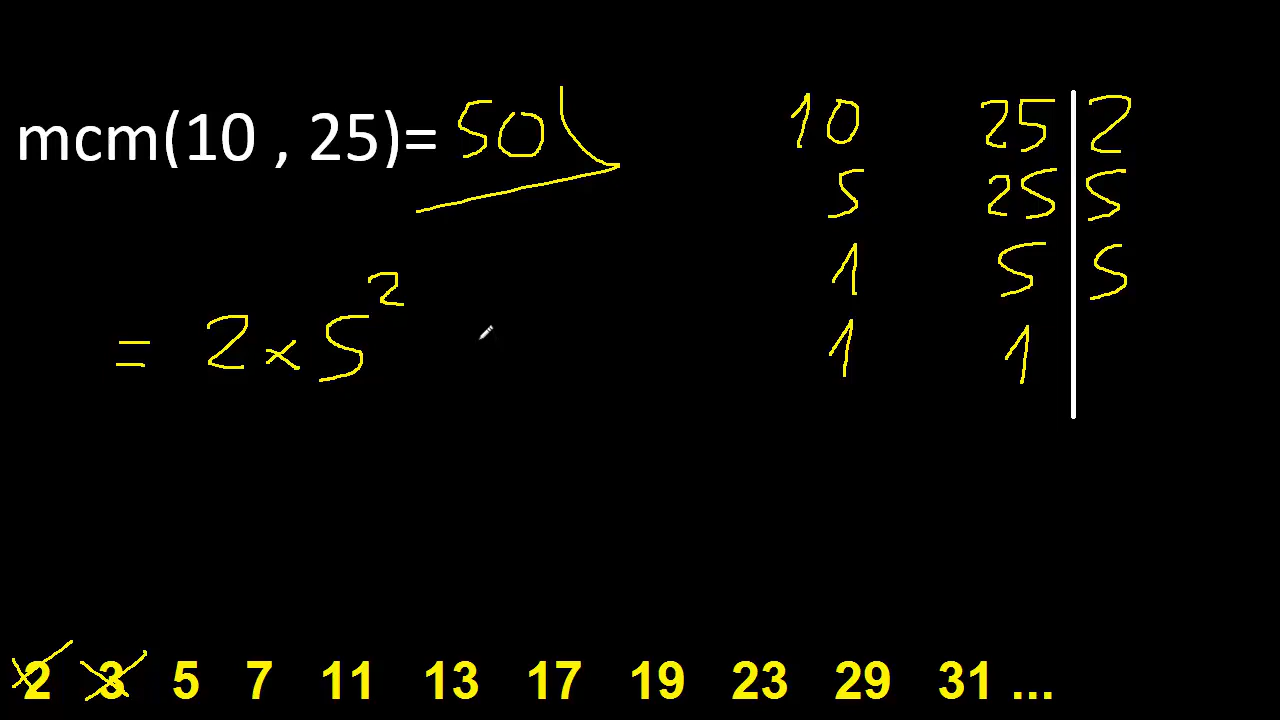 mcm(10 , 25)= 50
= 2 × 5²
10 25 2
5 25 5
1 5 5
1 1
2 3 5 7 11 13 17 19 23 29 31 ...